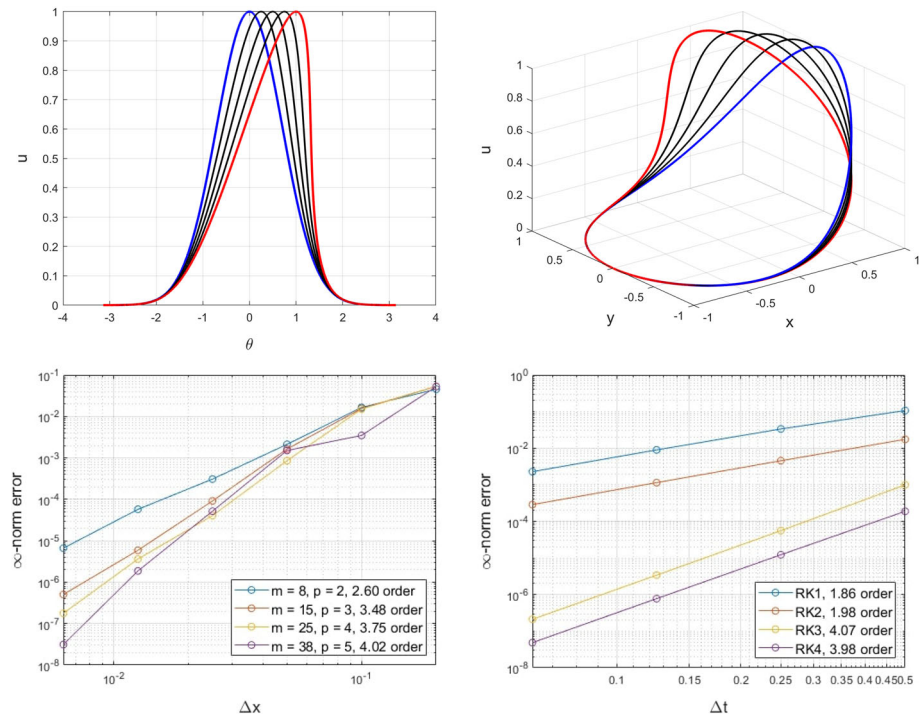 1
0.9
0.8
0.7
0.6
0.5
0.4
0.3
0.2
0.1
0
u
-4 -3 -2 -1 0 1 2 3 4
θ
1
0.8
0.6
0.4
0.2
0
u
1
0.5
0
-0.5
-1
y
-1
-0.5
0
0.5
1
x
10⁻¹
10⁻²
10⁻³
10⁻⁴
10⁻⁵
10⁻⁶
10⁻⁷
10⁻⁸
∞-norm error
m = 8, p = 2, 2.60 order
m = 15, p = 3, 3.48 order
m = 25, p = 4, 3.75 order
m = 38, p = 5, 4.02 order
10⁻² 10⁻¹
Δx
10⁰
10⁻²
10⁻⁴
10⁻⁶
10⁻⁸
∞-norm error
RK1, 1.86 order
RK2, 1.98 order
RK3, 4.07 order
RK4, 3.98 order
0.1 0.15 0.2 0.25 0.3 0.35 0.4 0.45 0.5
Δt